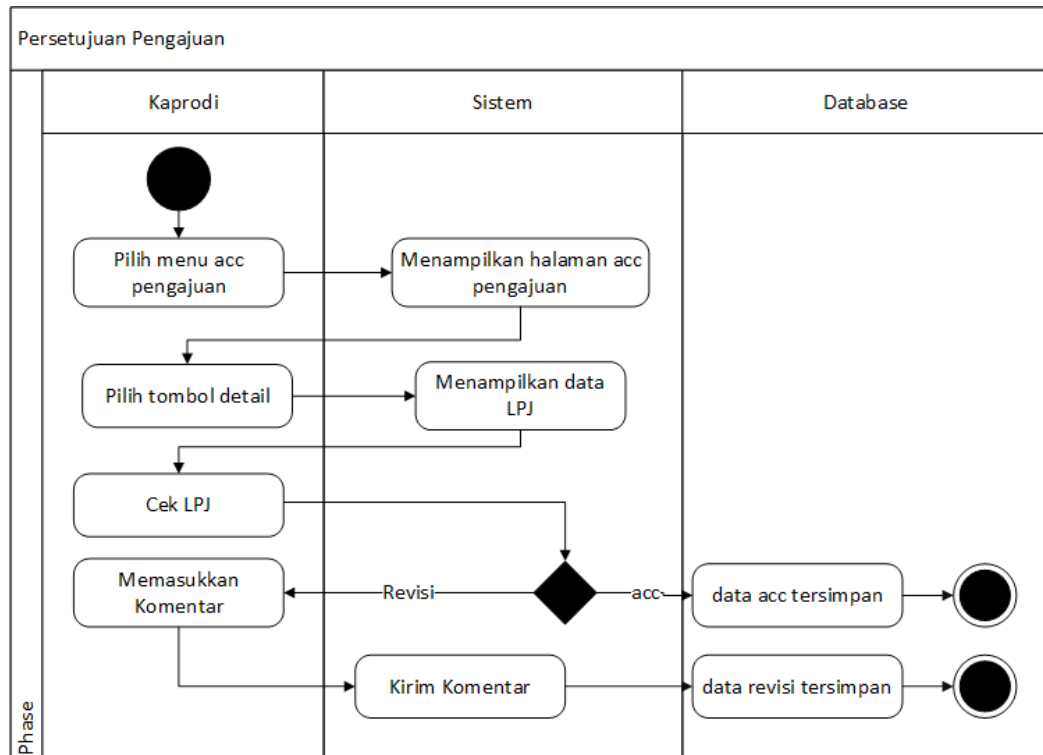 Persetujuan Pengajuan
Kaprodi
Sistem
Database
Pilih menu acc
pengajuan
Menampilkan halaman acc
pengajuan
Pilih tombol detail
Menampilkan data
LPJ
Cek LPJ
Memasukkan
Komentar
Revisi
acc
data acc tersimpan
Kirim Komentar
data revisi tersimpan
Phase